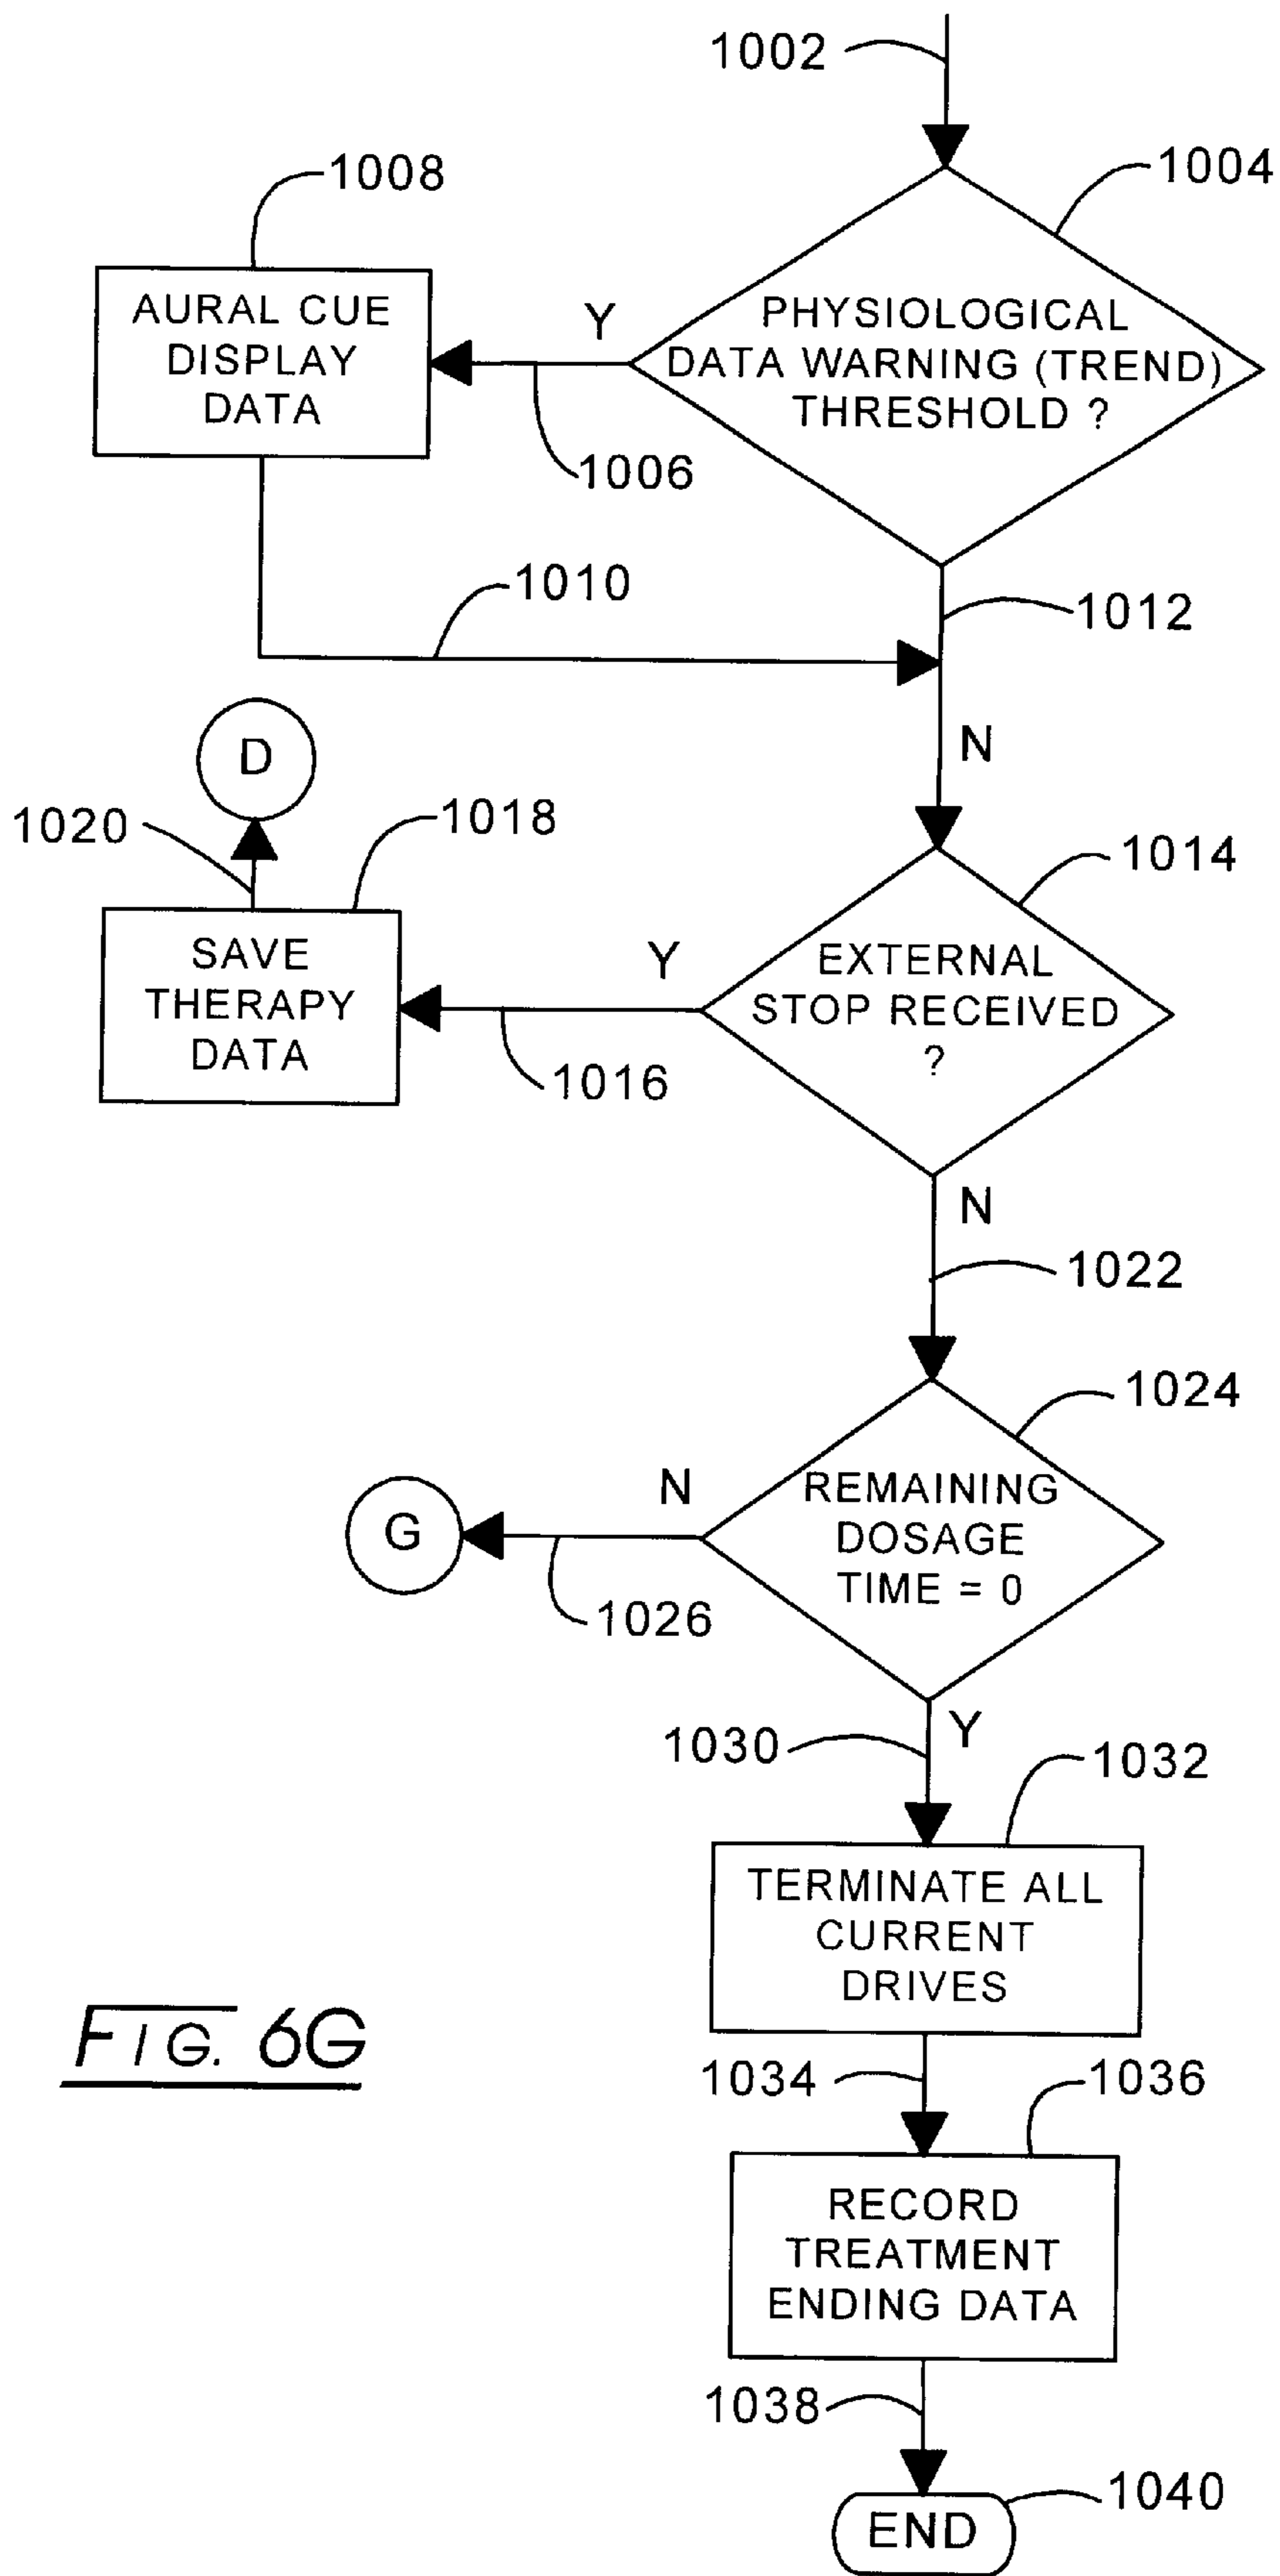 1002
1004
1008
AURAL CUE
DISPLAY
DATA
Y
PHYSIOLOGICAL
DATA WARNING (TREND)
THRESHOLD ?
1006
1010
1012
N
D
1020
1018
1014
SAVE
THERAPY
DATA
Y
EXTERNAL
STOP RECEIVED
?
1016
N
1022
1024
G
N
REMAINING
DOSAGE
TIME = 0
1026
Y
1030
1032
TERMINATE ALL
CURRENT
DRIVES
FIG. 6G
1034
1036
RECORD
TREATMENT
ENDING DATA
1038
1040
END